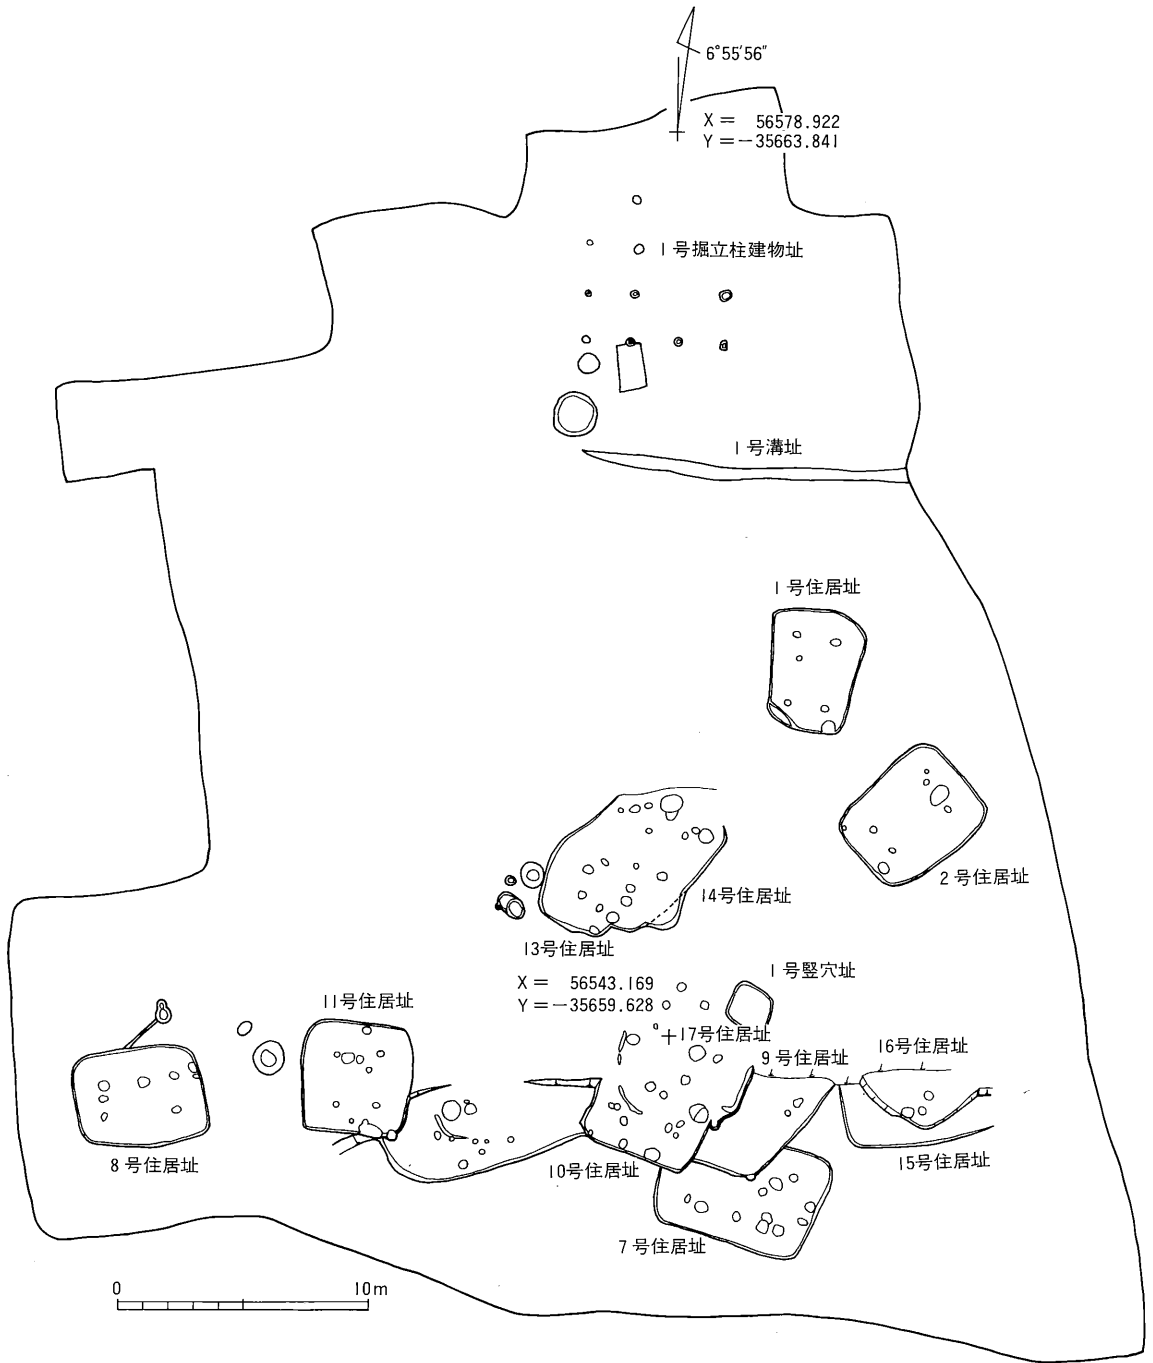 6°55′56″
X = 56578.922
Y = −35663.841
1号掘立柱建物址
1号溝址
1号住居址
2号住居址
14号住居址
13号住居址
X = 56543.169
Y = −35659.628
1号竪穴址
11号住居址
17号住居址
9号住居址
16号住居址
8号住居址
10号住居址
15号住居址
7号住居址
0 10m